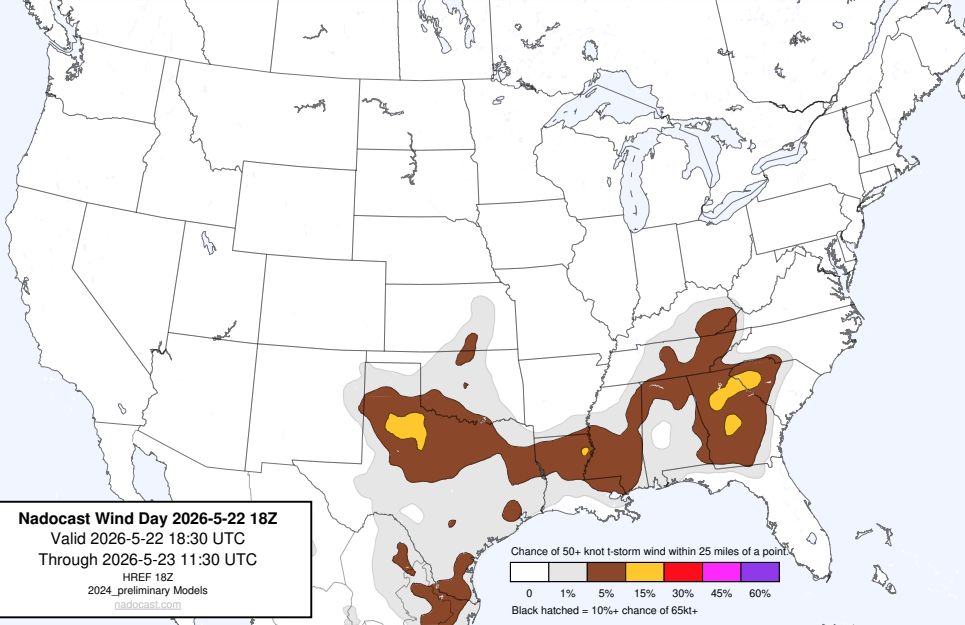 Nadocast Wind Day 2026-5-22 18Z
Valid 2026-5-22 18:30 UTC
Through 2026-5-23 11:30 UTC
HREF 18Z
2024_preliminary Models
nadocast.com
Chance of 50+ knot t-storm wind within 25 miles of a point.
0 1% 5% 15% 30% 45% 60%
Black hatched = 10%+ chance of 65kt+